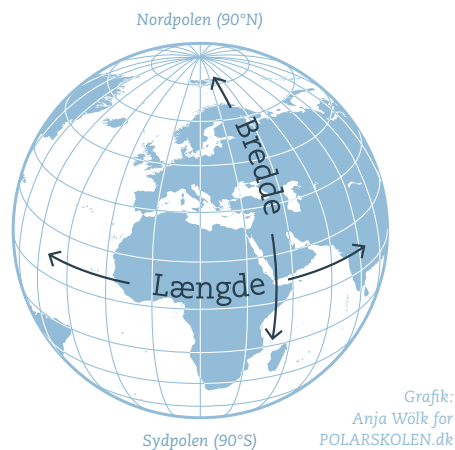 Nordpolen (90°N)
Bredde
Længde
Sydpolen (90°S)
Grafik:
Anja Wölk for
POLARSKOLEN.dk